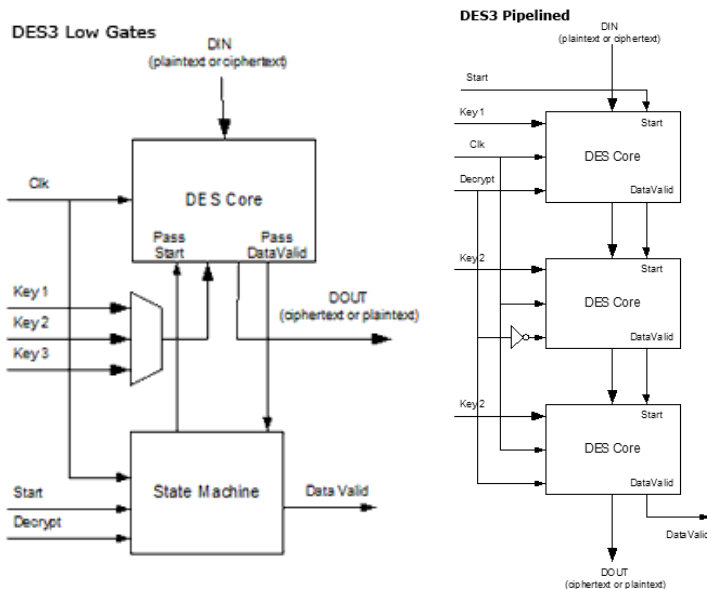 DES3 Low Gates
DIN
(plaintext or ciphertext)
Clk
DES Core
Pass
Start
Pass
DataValid
Key 1
Key 2
Key 3
DOUT
(ciphertext or plaintext)
State Machine
Start
Decrypt
Data Valid
DES3 Pipelined
DIN
(plaintext or ciphertext)
Start
Key 1
Start
Clk
DES Core
Decrypt
DataValid
Key 2
Start
DES Core
DataValid
Key 2
Start
DES Core
DataValid
DataValid
DOUT
(ciphertext or plaintext)